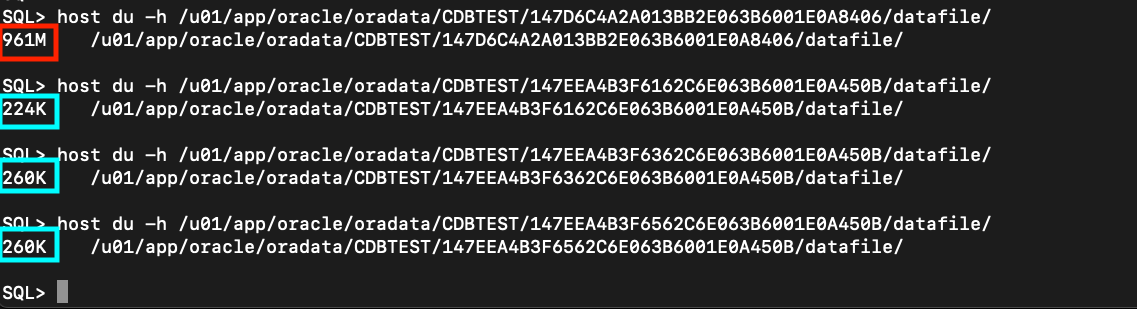 SQL>
SQL> host du -h /u01/app/oracle/oradata/CDBTEST/147D6C4A2A013BB2E063B6001E0A8406/datafile/
961M /u01/app/oracle/oradata/CDBTEST/147D6C4A2A013BB2E063B6001E0A8406/datafile/
SQL> host du -h /u01/app/oracle/oradata/CDBTEST/147EEA4B3F6162C6E063B6001E0A450B/datafile/
224K /u01/app/oracle/oradata/CDBTEST/147EEA4B3F6162C6E063B6001E0A450B/datafile/
SQL> host du -h /u01/app/oracle/oradata/CDBTEST/147EEA4B3F6362C6E063B6001E0A450B/datafile/
260K /u01/app/oracle/oradata/CDBTEST/147EEA4B3F6362C6E063B6001E0A450B/datafile/
SQL> host du -h /u01/app/oracle/oradata/CDBTEST/147EEA4B3F6562C6E063B6001E0A450B/datafile/
260K /u01/app/oracle/oradata/CDBTEST/147EEA4B3F6562C6E063B6001E0A450B/datafile/
SQL>